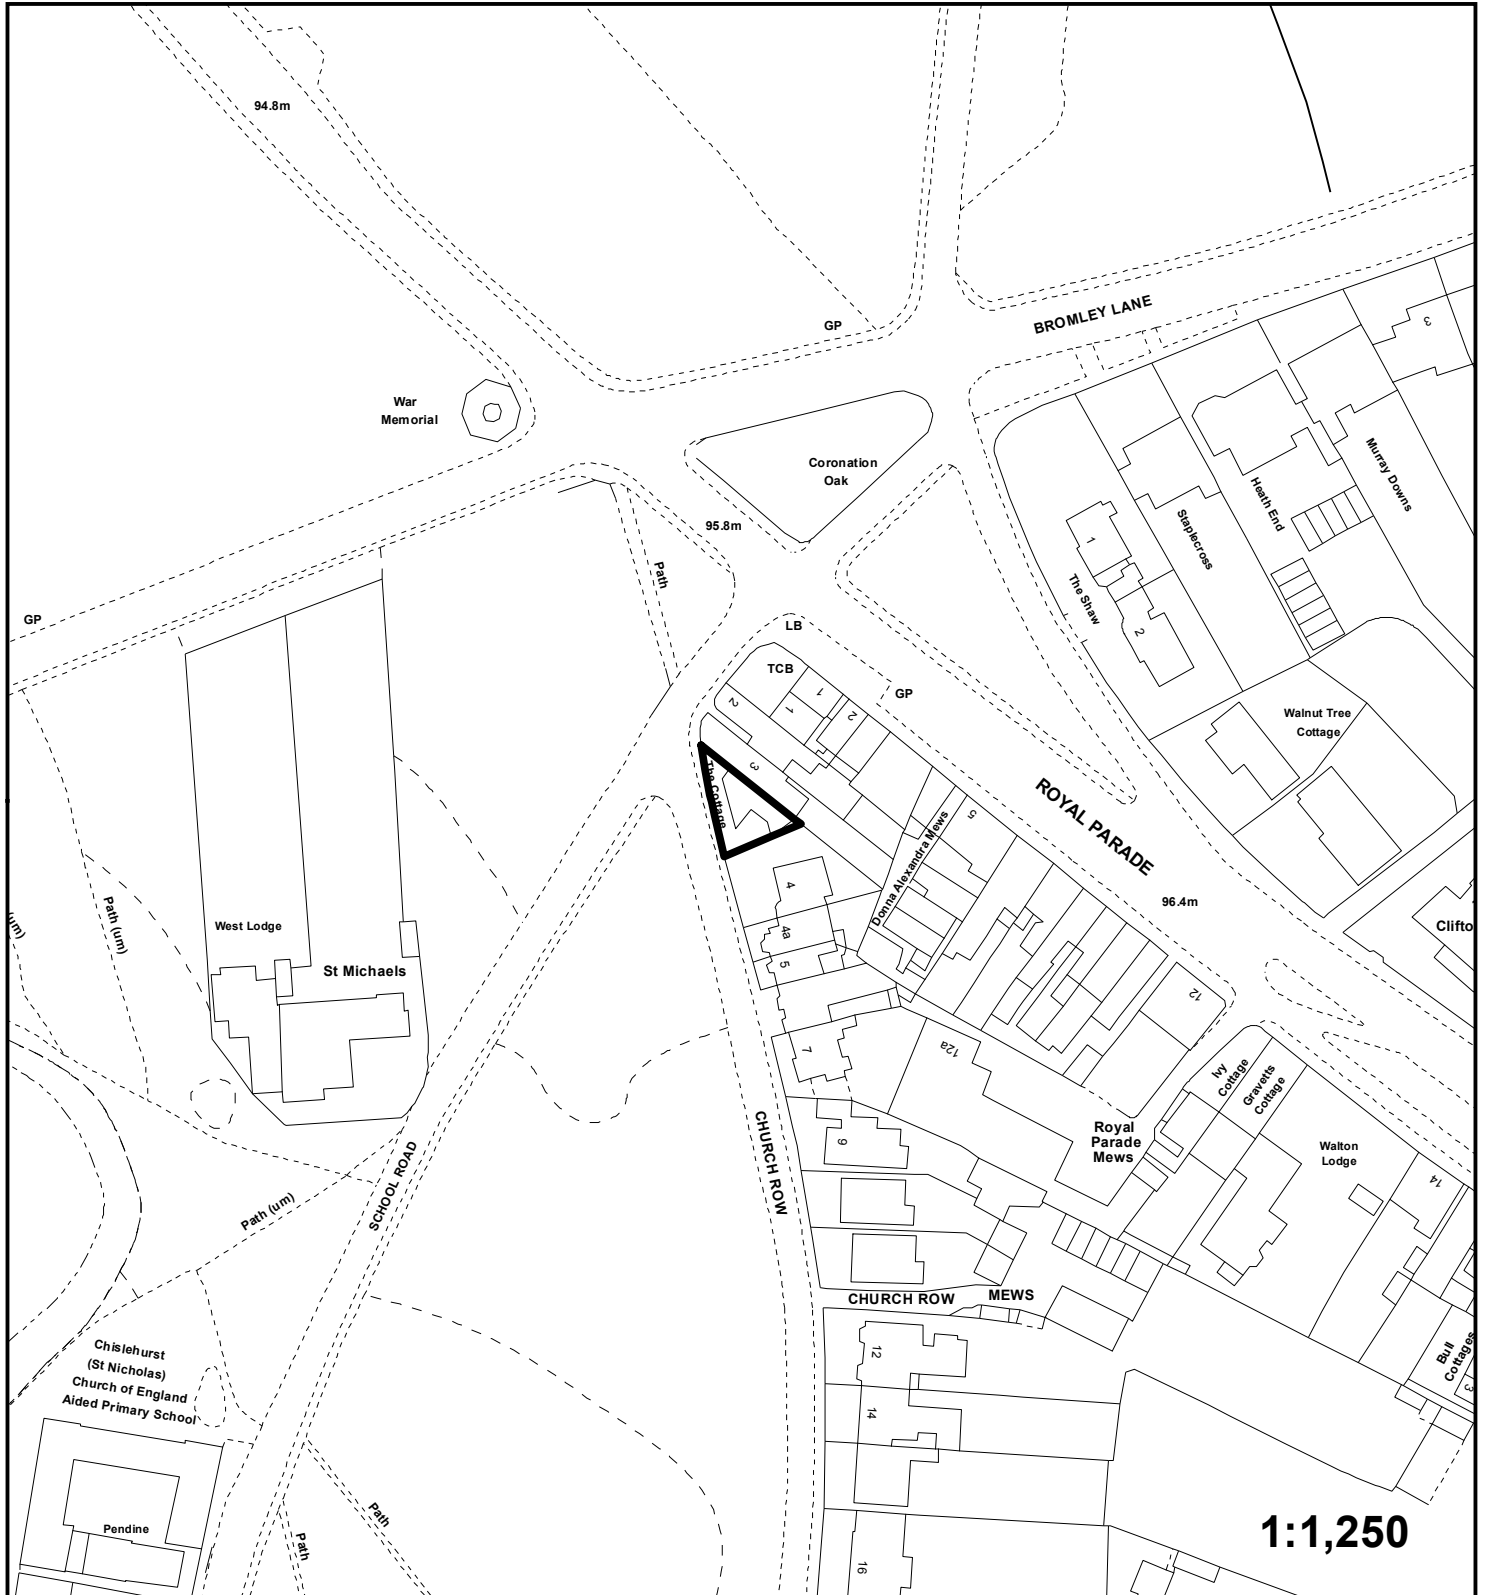 94.8m
GP
BROMLEY LANE
3
War
Memorial
Coronation
Oak
Murray Downs
Heath End
Staplecross
95.8m
1
The Shaw
2
Path
GP
LB
TCB
GP
1
1
2
2
Walnut Tree
Cottage
3
The Cottage
ROYAL PARADE
5
Donna Alexandra Mews
4
96.4m
Path (um)
um)
West Lodge
Clifto
4a
St Michaels
5
12
7
12a
Ivy
Cottage
Gravetts
Cottage
CHURCH ROW
Royal
Parade
Mews
9
Walton
Lodge
14
SCHOOL ROAD
Path (um)
CHURCH ROW
MEWS
Chislehurst
(St Nicholas)
Church of England
Aided Primary School
12
Bull
Cottages
3
14
Path
Pendine
Path
1:1,250
16